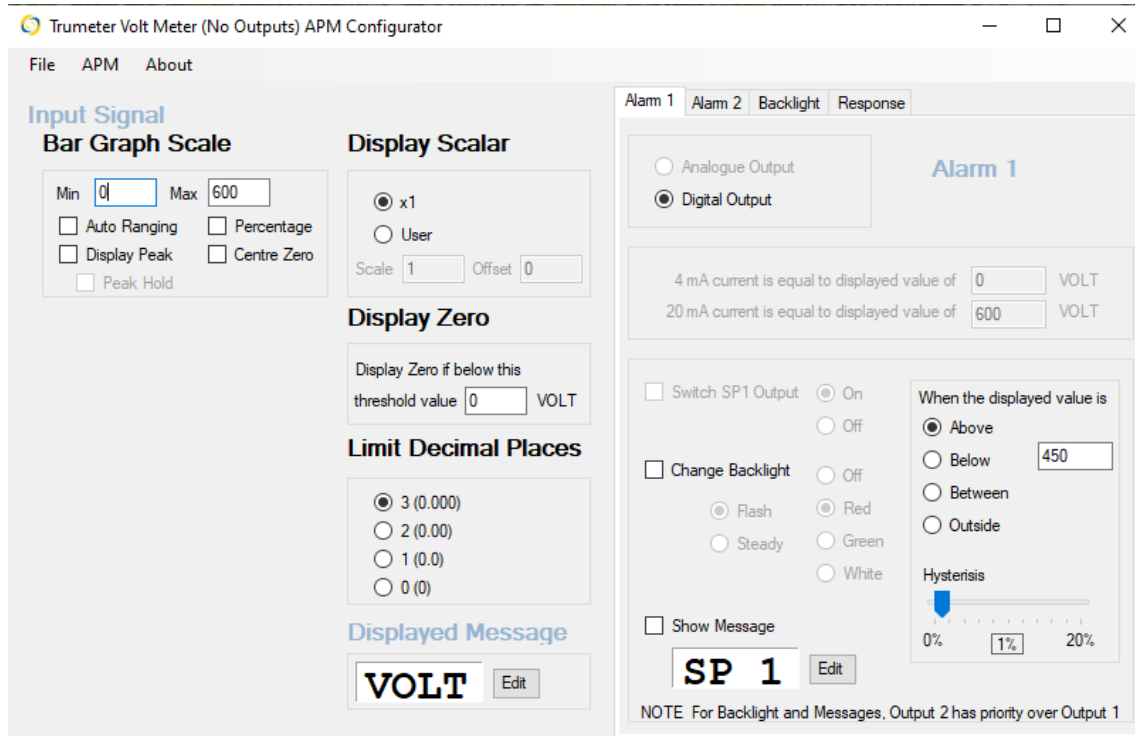 Trumeter Volt Meter (No Outputs) APM Configurator
File APM About
Input Signal
Bar Graph Scale
Min 0 Max 600
Auto Ranging Percentage
Display Peak Centre Zero
Peak Hold
Display Scalar
x1
User
Scale 1 Offset 0
Display Zero
Display Zero if below this
threshold value 0 VOLT
Limit Decimal Places
3 (0.000)
2 (0.00)
1 (0.0)
0 (0)
Displayed Message
VOLT Edit
Alarm 1 Alarm 2 Backlight Response
Analogue Output
Digital Output
Alarm 1
4 mA current is equal to displayed value of 0 VOLT
20 mA current is equal to displayed value of 600 VOLT
Switch SP1 Output On
Off
Change Backlight Off
Flash Red
Steady Green
White
When the displayed value is
Above
Below 450
Between
Outside
Hysterisis
0% 1% 20%
Show Message
SP 1 Edit
NOTE For Backlight and Messages, Output 2 has priority over Output 1